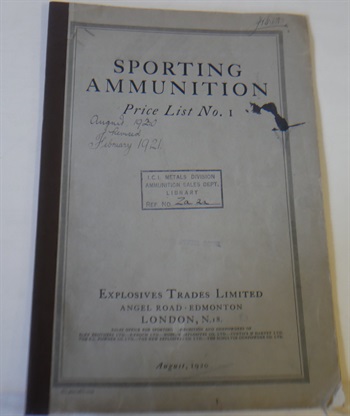 SPORTING
AMMUNITION
Price List No. 1
August 1920
Revised
February 1921.
I.C.I. METALS DIVISION
AMMUNITION SALES DEPT.
LIBRARY
REF. NO.
EXPLOSIVES TRADES LIMITED
ANGEL ROAD · EDMONTON
LONDON, N.18.
August, 1920